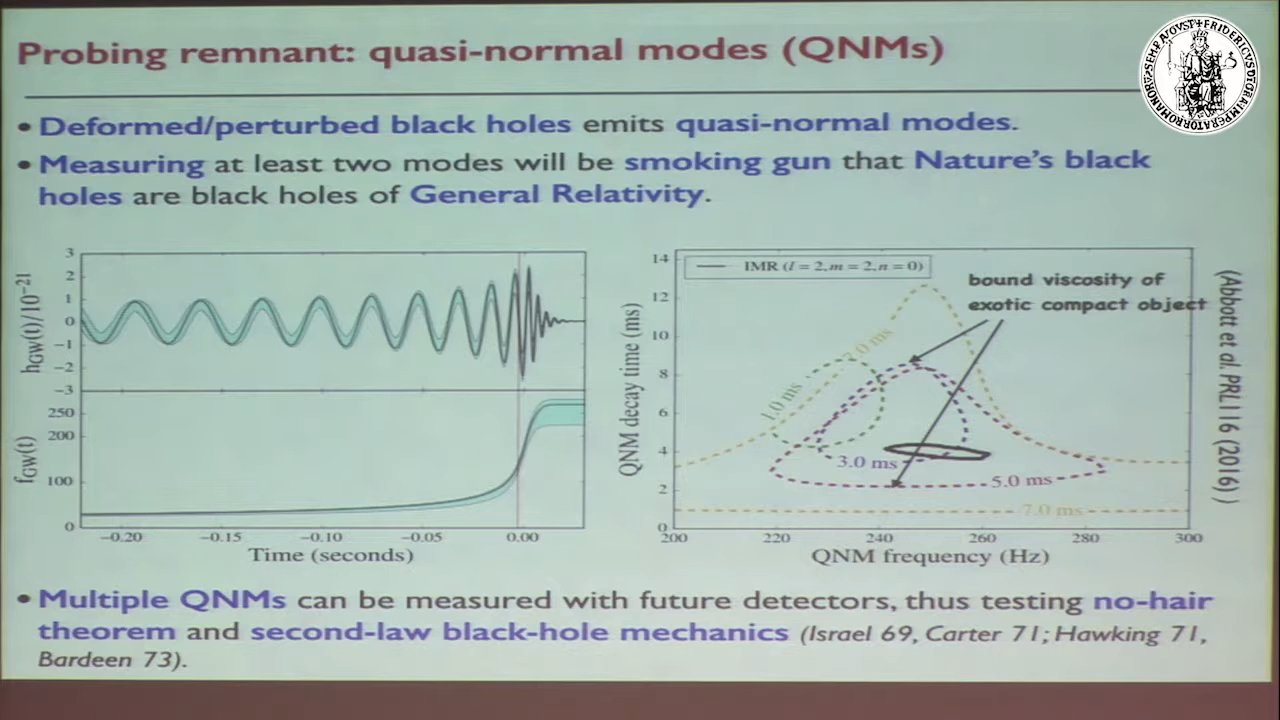 Probing remnant: quasi-normal modes (QNMs)
• Deformed/perturbed black holes emits quasi-normal modes.
• Measuring at least two modes will be smoking gun that Nature's black
holes are black holes of General Relativity.
3
2
1
0
−1
−2
−3
hGW(t)/10⁻²¹
250
200
100
0
fGW(t)
−0.20
−0.15
−0.10
−0.05
0.00
Time (seconds)
14
12
10
8
6
4
2
0
QNM decay time (ms)
IMR (l = 2, m = 2, n = 0)
bound viscosity of
exotic compact object
1.0 ms
2.0 ms
3.0 ms
5.0 ms
7.0 ms
200
220
240
260
280
300
QNM frequency (Hz)
(Abbott et al. PRL116 (2016))
• Multiple QNMs can be measured with future detectors, thus testing no-hair
theorem and second-law black-hole mechanics (Israel 69, Carter 71; Hawking 71,
Bardeen 73).